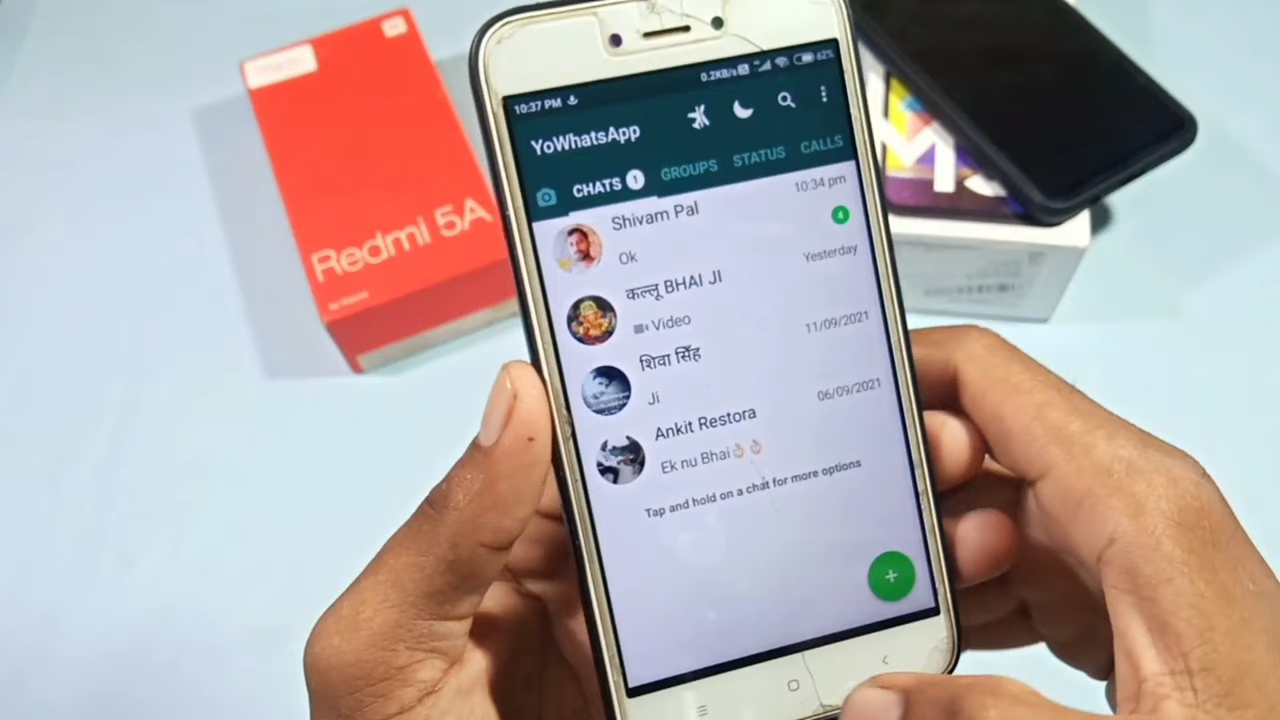 Redmi 5A
10:37 PM
0.2KB/s
62%
YoWhatsApp
CHATS 1
GROUPS
STATUS
CALLS
Shivam Pal
10:34 pm
Ok
4
कल्लू BHAI JI
Yesterday
Video
शिवा सिँह
11/09/2021
Ji
Ankit Restora
06/09/2021
Ek nu Bhai👌🏻👌🏻
Tap and hold on a chat for more options